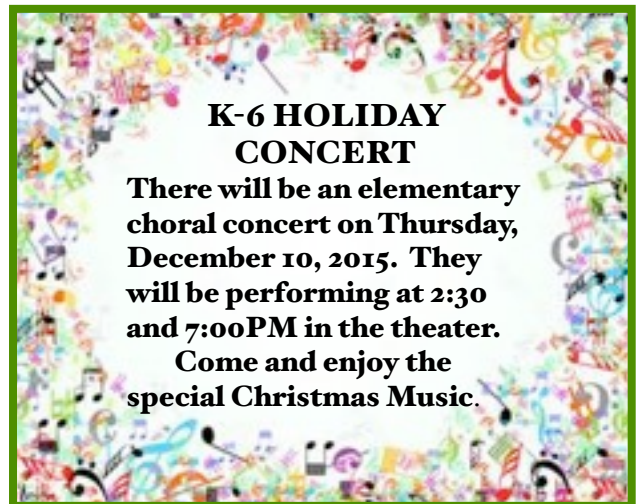 K-6 HOLIDAY
CONCERT
There will be an elementary
choral concert on Thursday,
December 10, 2015.  They
will be performing at 2:30
and 7:00PM in the theater.
Come and enjoy the
special Christmas Music.